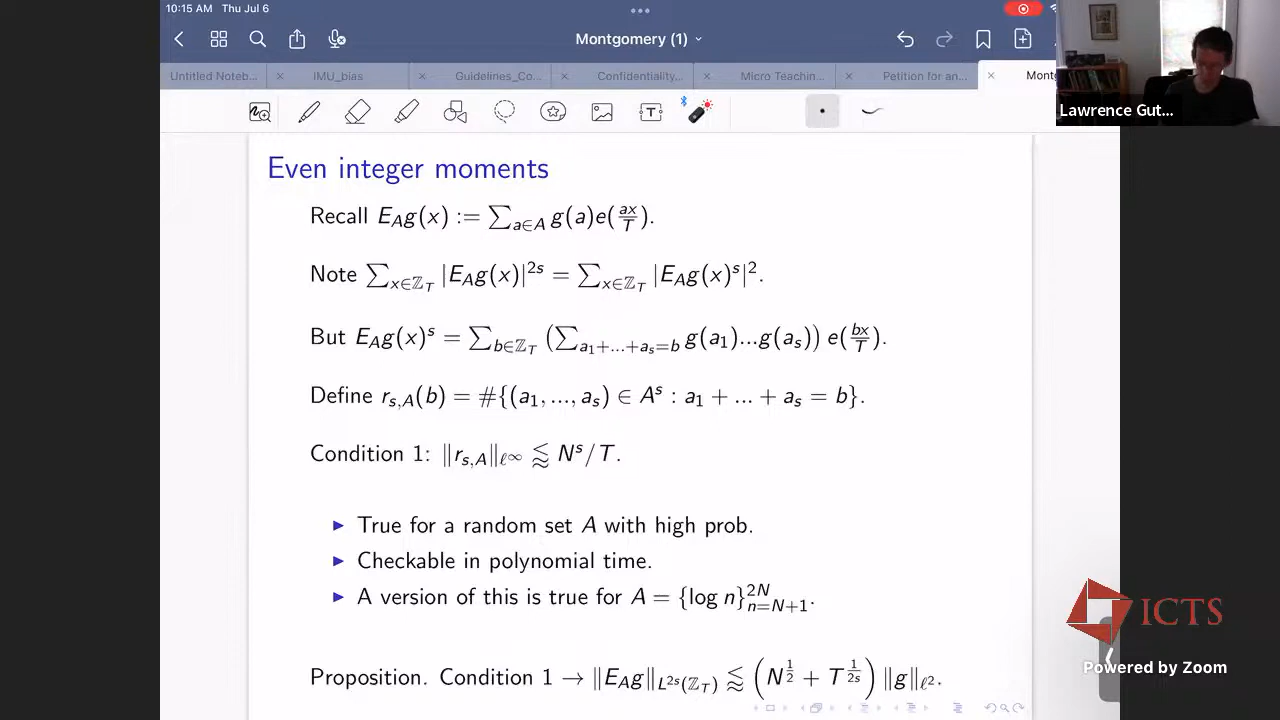 10:15 AM Thu Jul 6
Montgomery (1)
Untitled Noteb...
IMU_bias
Guidelines_Co...
Confidentiality...
Micro Teachin...
Petition for an...
Montg
Lawrence Gut...
Even integer moments
Recall $E_A g(x) := \sum_{a \in A} g(a) e(\frac{ax}{T})$.
Note $\sum_{x \in \mathbb{Z}_T} |E_A g(x)|^{2s} = \sum_{x \in \mathbb{Z}_T} |E_A g(x)^s|^2$.
But $E_A g(x)^s = \sum_{b \in \mathbb{Z}_T} \left( \sum_{a_1 + ... + a_s = b} g(a_1)...g(a_s) \right) e(\frac{bx}{T})$.
Define $r_{s,A}(b) = \#\{(a_1, ..., a_s) \in A^s : a_1 + ... + a_s = b\}$.
Condition 1: $\|r_{s,A}\|_{\ell^\infty} \lessapprox N^s/T$.
► True for a random set $A$ with high prob.
► Checkable in polynomial time.
► A version of this is true for $A = \{\log n\}_{n=N+1}^{2N}$.
Proposition. Condition 1 → $\|E_A g\|_{L^{2s}(\mathbb{Z}_T)} \lessapprox \left( N^{\frac{1}{2}} + T^{\frac{1}{2s}} \right) \|g\|_{\ell^2}$.
ICTS
Powered by Zoom